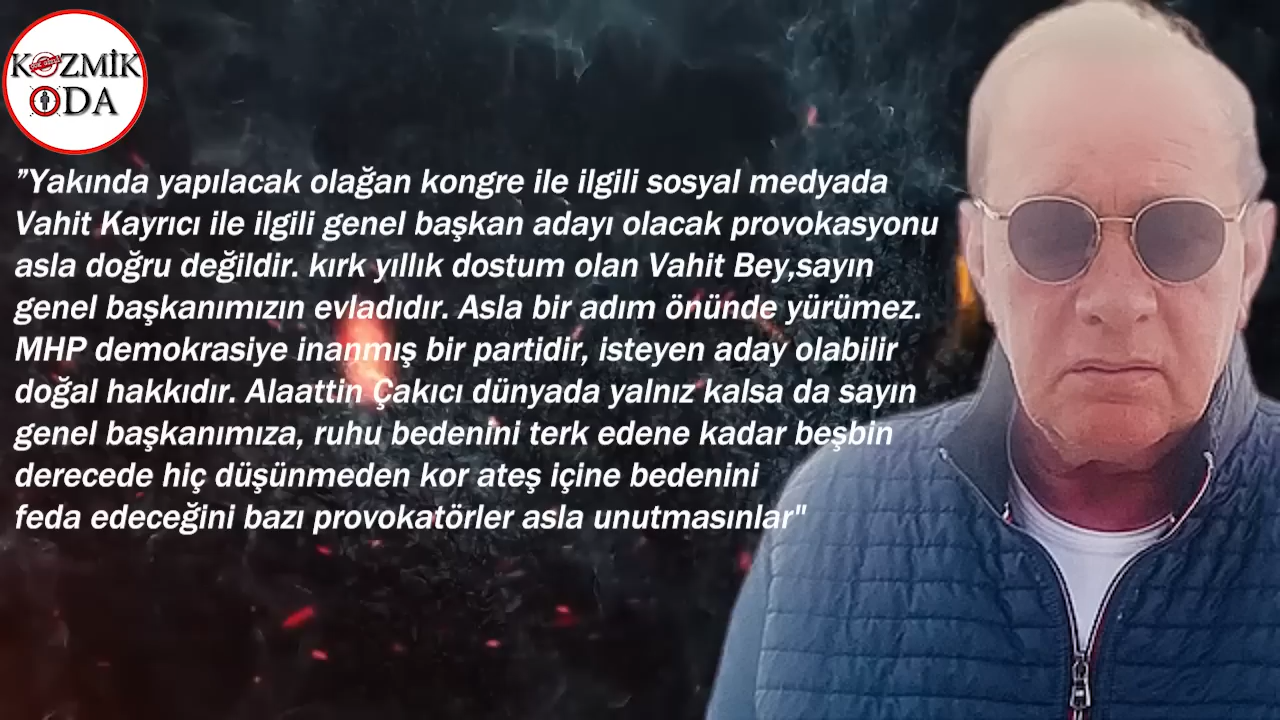 KOZMİK
ODA
”Yakında yapılacak olağan kongre ile ilgili sosyal medyada
Vahit Kayrıcı ile ilgili genel başkan adayı olacak provokasyonu
asla doğru değildir. kırk yıllık dostum olan Vahit Bey,sayın
genel başkanımızın evladıdır. Asla bir adım önünde yürümez.
MHP demokrasiye inanmış bir partidir, isteyen aday olabilir
doğal hakkıdır. Alaattin Çakıcı dünyada yalnız kalsa da sayın
genel başkanımıza, ruhu bedenini terk edene kadar beşbin
derecede hiç düşünmeden kor ateş içine bedenini
feda edeceğini bazı provokatörler asla unutmasınlar"